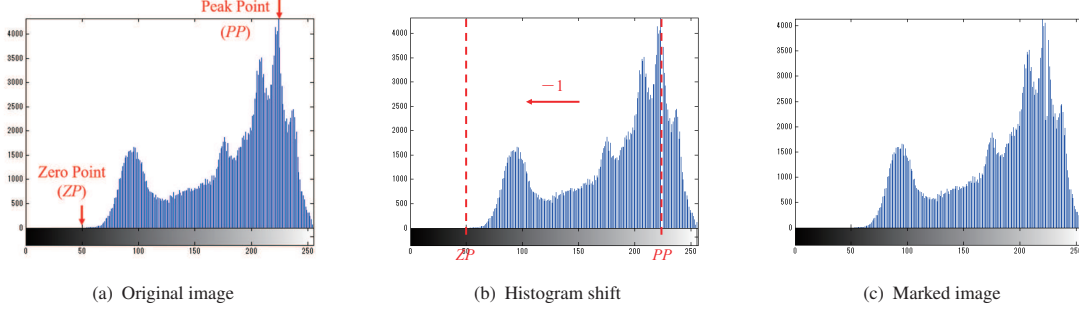 Peak Point
(PP)
Zero Point
(ZP)
4000
3500
3000
2500
2000
1500
1000
500
0
0 50 100 150 200 250
(a) Original image
−1
4000
3500
3000
2500
2000
1500
1000
500
0
0 50 100 150 200 250
ZP PP
(b) Histogram shift
4000
3500
3000
2500
2000
1500
1000
500
0
0 50 100 150 200 250
(c) Marked image